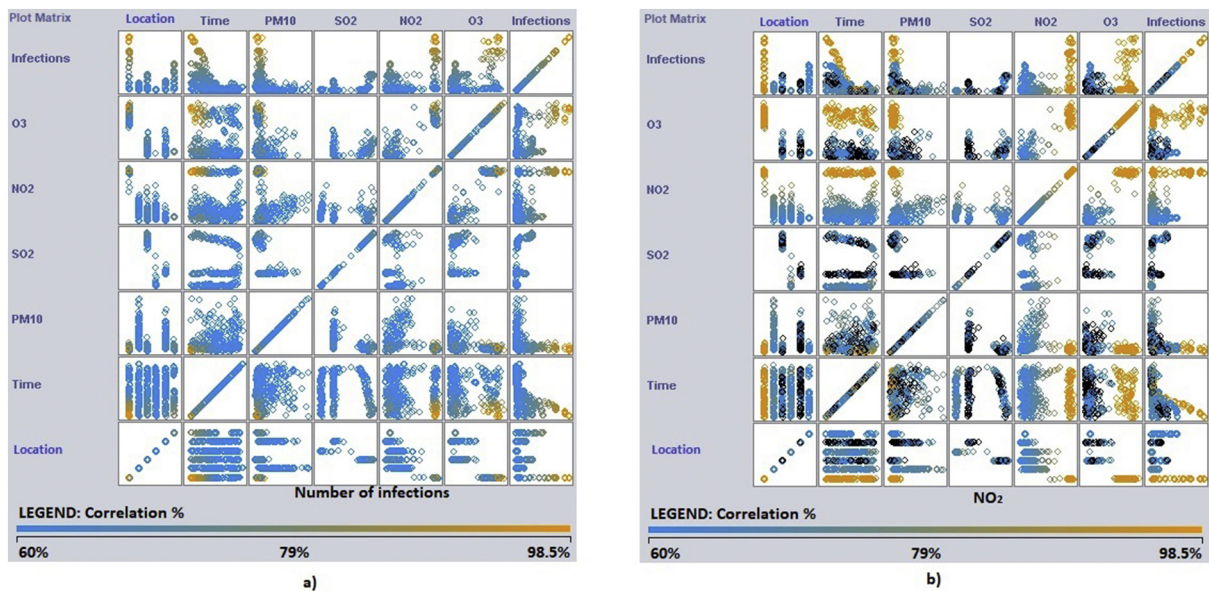 Plot Matrix Location Time PM10 SO2 NO2 O3 Infections
Infections
O3
NO2
SO2
PM10
Time
Location
Number of infections
LEGEND: Correlation %
60% 79% 98.5%
a)
Plot Matrix Location Time PM10 SO2 NO2 O3 Infections
Infections
O3
NO2
SO2
PM10
Time
Location
NO₂
LEGEND: Correlation %
60% 79% 98.5%
b)